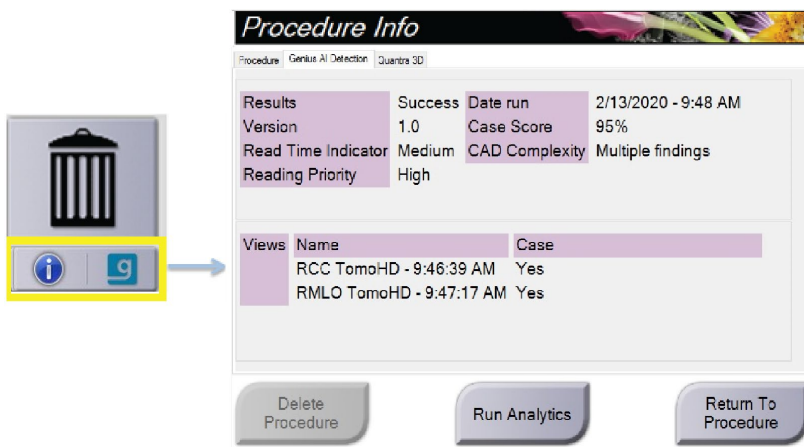 Procedure Info
Procedure Genius AI Detection Quantra 3D
Results Success Date run 2/13/2020 - 9:48 AM
Version 1.0 Case Score 95%
Read Time Indicator Medium CAD Complexity Multiple findings
Reading Priority High
i g
Views Name Case
RCC TomoHD - 9:46:39 AM Yes
RMLO TomoHD - 9:47:17 AM Yes
Delete
Procedure
Run Analytics
Return To
Procedure